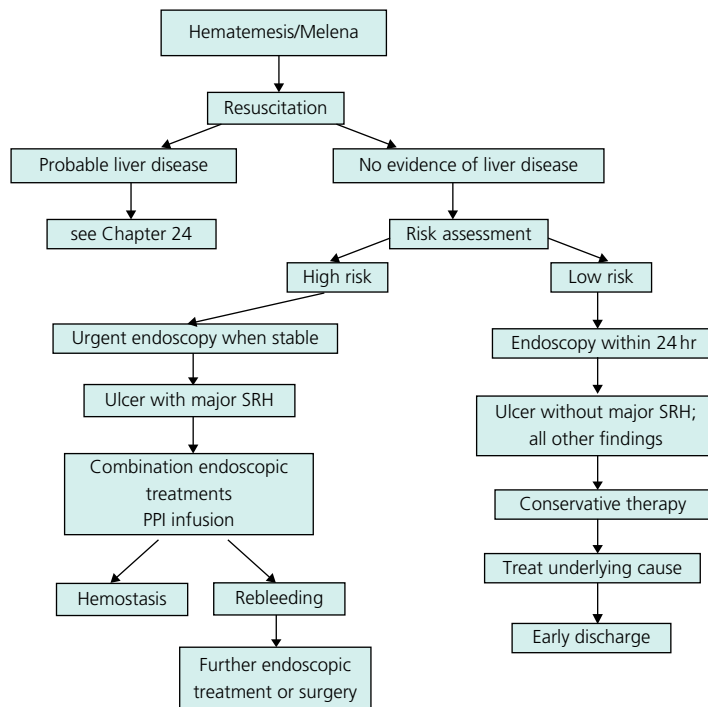 Hematemesis/Melena
Resuscitation
Probable liver disease
No evidence of liver disease
see Chapter 24
Risk assessment
High risk
Low risk
Urgent endoscopy when stable
Endoscopy within 24 hr
Ulcer with major SRH
Ulcer without major SRH;
all other findings
Combination endoscopic
treatments
PPI infusion
Conservative therapy
Treat underlying cause
Hemostasis
Rebleeding
Early discharge
Further endoscopic
treatment or surgery